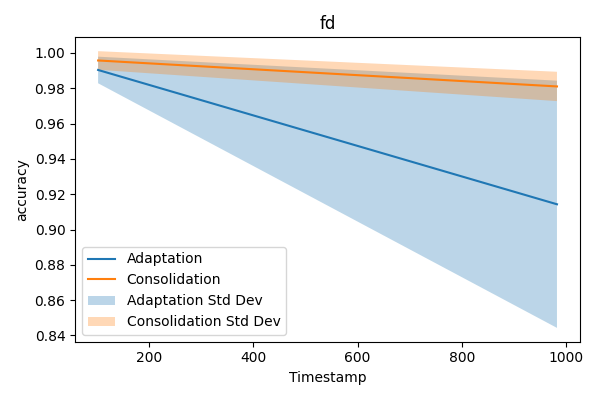 fd
accuracy
1.00
0.98
0.96
0.94
0.92
0.90
0.88
0.86
0.84
Adaptation
Consolidation
Adaptation Std Dev
Consolidation Std Dev
200
400
600
800
1000
Timestamp